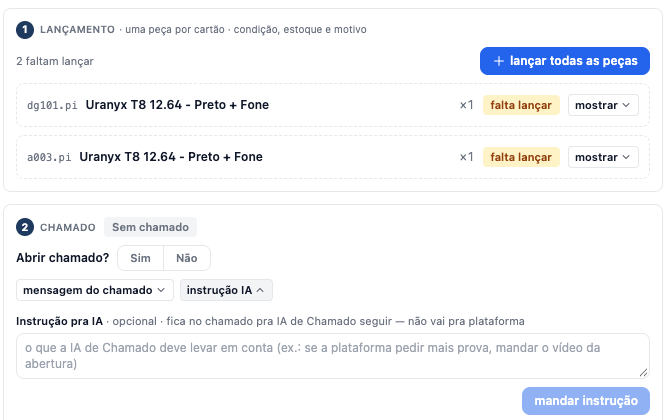 1 LANÇAMENTO · uma peça por cartão · condição, estoque e motivo
2 faltam lançar
+ lançar todas as peças
dg101.pi Uranyx T8 12.64 - Preto + Fone ×1 falta lançar mostrar
a003.pi Uranyx T8 12.64 - Preto + Fone ×1 falta lançar mostrar
2 CHAMADO Sem chamado
Abrir chamado? Sim Não
mensagem do chamado instrução IA
Instrução pra IA · opcional · fica no chamado pra IA de Chamado seguir — não vai pra plataforma
o que a IA de Chamado deve levar em conta (ex.: se a plataforma pedir mais prova, mandar o vídeo da
abertura)
mandar instrução